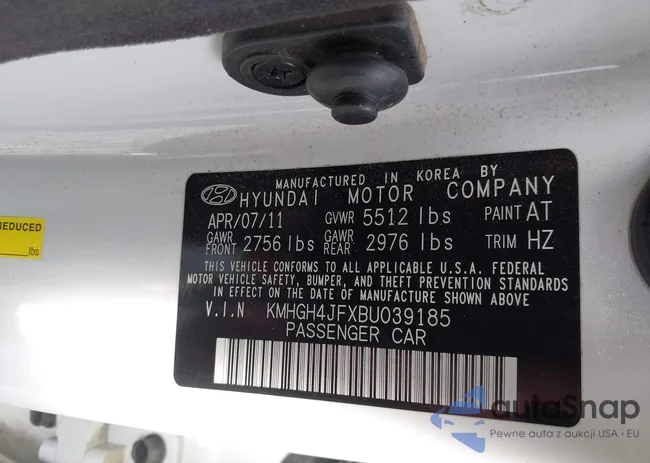 MANUFACTURED IN KOREA BY
HYUNDAI MOTOR COMPANY
APR/07/11 GVWR 5512 lbs PAINT AT
GAWR FRONT 2756 lbs GAWR REAR 2976 lbs TRIM HZ
THIS VEHICLE CONFORMS TO ALL APPLICABLE U.S.A. FEDERAL
MOTOR VEHICLE SAFETY, BUMPER, AND THEFT PREVENTION STANDARDS
IN EFFECT ON THE DATE OF MANUFACTURE SHOWN ABOVE
V.I.N KMHGH4JFXBU039185
PASSENGER CAR
lbs
autoSnap
Pewne auta z aukcji USA i EU